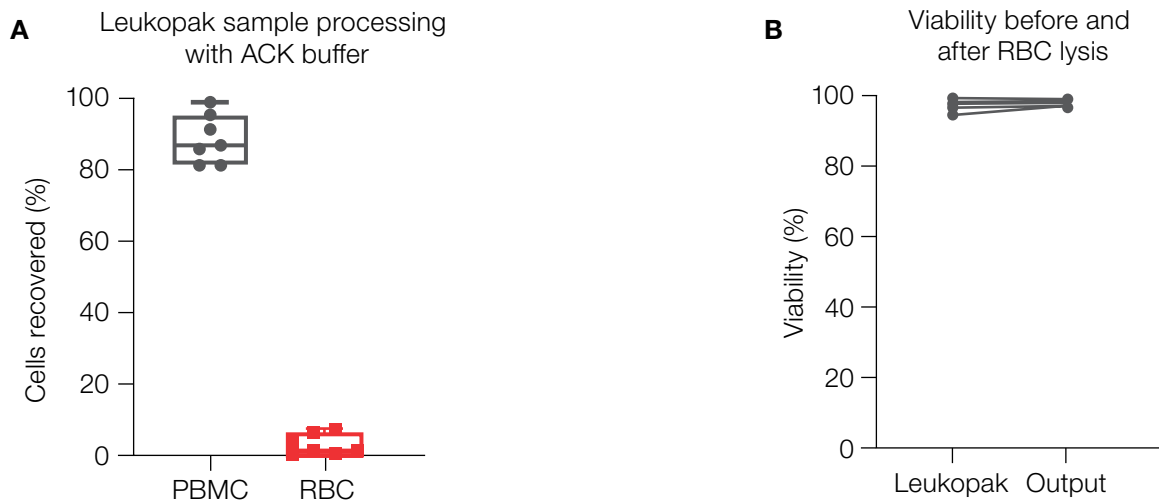 A
Leukopak sample processing
with ACK buffer
Cells recovered (%)
100
80
60
40
20
0
PBMC
RBC
B
Viability before and
after RBC lysis
Viability (%)
100
80
60
40
20
0
Leukopak
Output